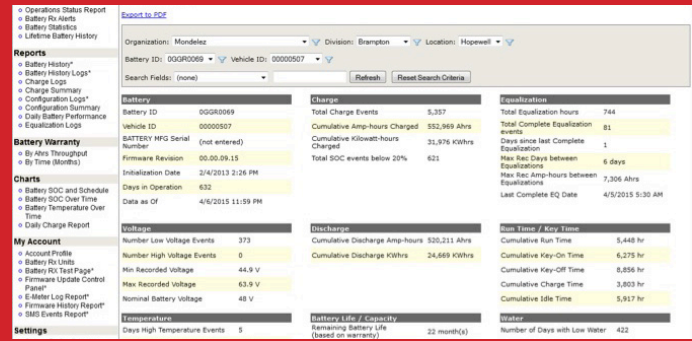 Operations Status Report
Battery Rx Alerts
Battery Statistics
Lifetime Battery History
Reports
Battery History*
Battery History Logs*
Charge Logs
Charge Summary
Configuration Logs*
Configuration Summary
Daily Battery Performance
Equalization Logs
Battery Warranty
By Ahrs Throughput
By Time (Months)
Charts
Battery SOC and Schedule
Battery SOC Over Time
Battery Temperature Over
Time
Daily Charge Report
My Account
Account Profile
Battery Rx Units
Battery RX Test Page*
Firmware Update Control
Panel*
E-Meter Log Report*
Firmware History Report*
SMS Events Report*
Settings
Export to PDF
Organization: Mondelez Division: Brampton Location: Hopewell
Battery ID: 0GGR0069 Vehicle ID: 00000507
Search Fields: (none) Refresh Reset Search Criteria
Battery
Battery ID 0GGR0069
Vehicle ID 00000507
BATTERY MFG Serial
Number (not entered)
Firmware Revision 00.00.09.15
Initialization Date 2/4/2013 2:26 PM
Days in Operation 632
Data as Of 4/6/2015 11:59 PM
Charge
Total Charge Events 5,357
Cumulative Amp-hours Charged 552,969 Ahrs
Cumulative Kilowatt-hours
Charged 31,976 KWhrs
Total SOC events below 20% 621
Equalization
Total Equalization hours 744
Total Complete Equalization
events 81
Days since last Complete
Equalization 1
Max Rec Days between
Equalizations 6 days
Max Rec Amp-hours between
Equalizations 7,306 Ahrs
Last Complete EQ Date 4/5/2015 5:30 AM
Voltage
Number Low Voltage Events 373
Number High Voltage Events 0
Min Recorded Voltage 44.9 V
Max Recorded Voltage 63.9 V
Nominal Battery Voltage 48 V
Discharge
Cumulative Discharge Amp-hours 520,211 Ahrs
Cumulative Discharge KWhrs 24,669 KWhrs
Run Time / Key Time
Cumulative Run Time 5,448 hr
Cumulative Key-On Time 6,275 hr
Cumulative Key-Off Time 8,856 hr
Cumulative Charge Time 3,803 hr
Cumulative Idle Time 5,917 hr
Temperature
Days High Temperature Events 5
Battery Life / Capacity
Remaining Battery Life
(based on warranty) 22 month(s)
Water
Number of Days with Low Water 422